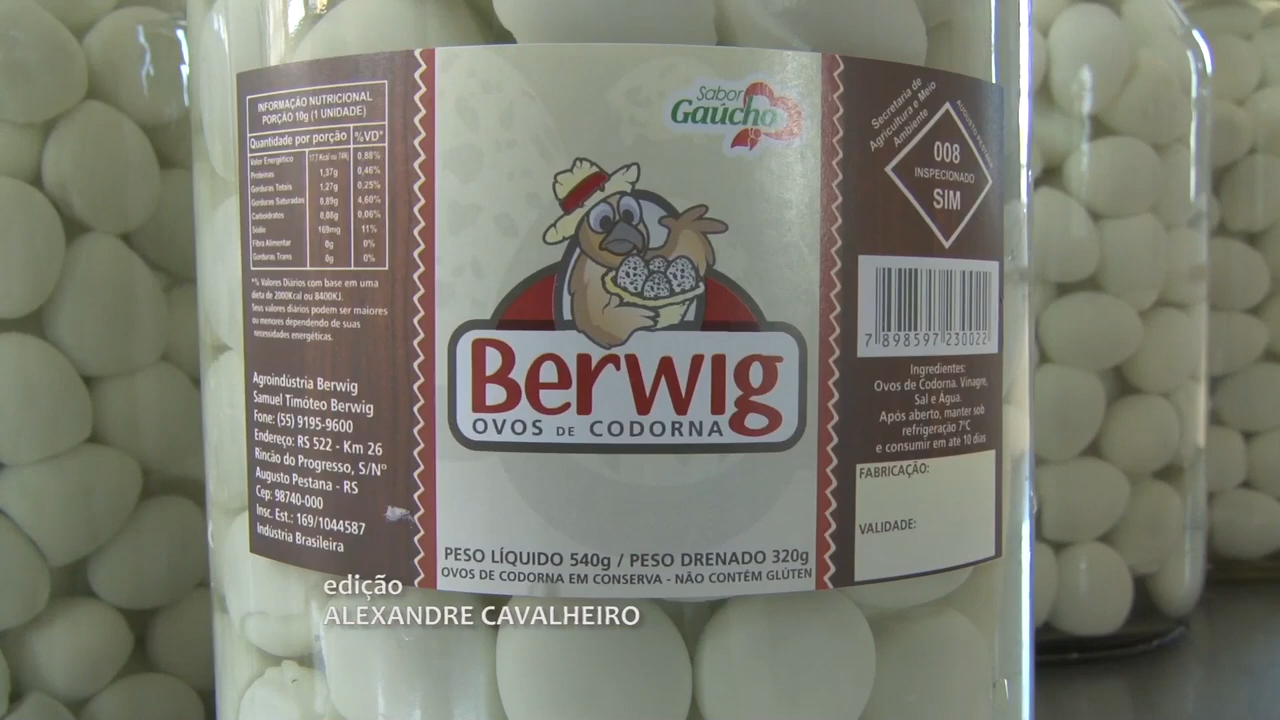 INFORMAÇÃO NUTRICIONAL
PORÇÃO 10g (1 UNIDADE)
Quantidade por porção %VD*
Valor Energético 17,7 Kcal ou 74Kj 0,88%
Proteínas 1,37g 0,46%
Gorduras Totais 1,27g 0,25%
Gorduras Saturadas 0,89g 4,60%
Carboidratos 0,08g 0,06%
Sódio 169mg 11%
Fibra Alimentar 0g 0%
Gorduras Trans 0g 0%
*% Valores Diários com base em uma
dieta de 2000Kcal ou 8400KJ.
Seus valores diários podem ser maiores
ou menores dependendo de suas
necessidades energéticas.
Agroindústria Berwig
Samuel Timóteo Berwig
Fone: (55) 9195-9600
Endereço: RS 522 - Km 26
Rincão do Progresso, S/Nº
Augusto Pestana - RS
Cep: 98740-000
Insc. Est.: 169/1044587
Indústria Brasileira
Sabor
Gaúcho
Berwig
OVOS DE CODORNA
PESO LÍQUIDO 540g / PESO DRENADO 320g
OVOS DE CODORNA EM CONSERVA - NÃO CONTÉM GLÚTEN
Secretaria de
Agricultura e Meio
Ambiente
AUGUSTO PESTANA
008
INSPECIONADO
SIM
7 898597 230022
Ingredientes:
Ovos de Codorna. Vinagre,
Sal e Água.
Após aberto, manter sob
refrigeração 7°C
e consumir em até 10 dias
FABRICAÇÃO:
VALIDADE:
edição
ALEXANDRE CAVALHEIRO